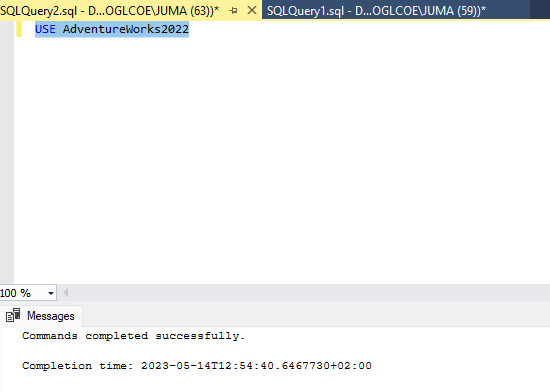 SQLQuery2.sql - D...OGLCOE\JUMA (63))*
SQLQuery1.sql - D...OGLCOE\JUMA (59))*
USE AdventureWorks2022
100 %
Messages
Commands completed successfully.
Completion time: 2023-05-14T12:54:40.6467730+02:00